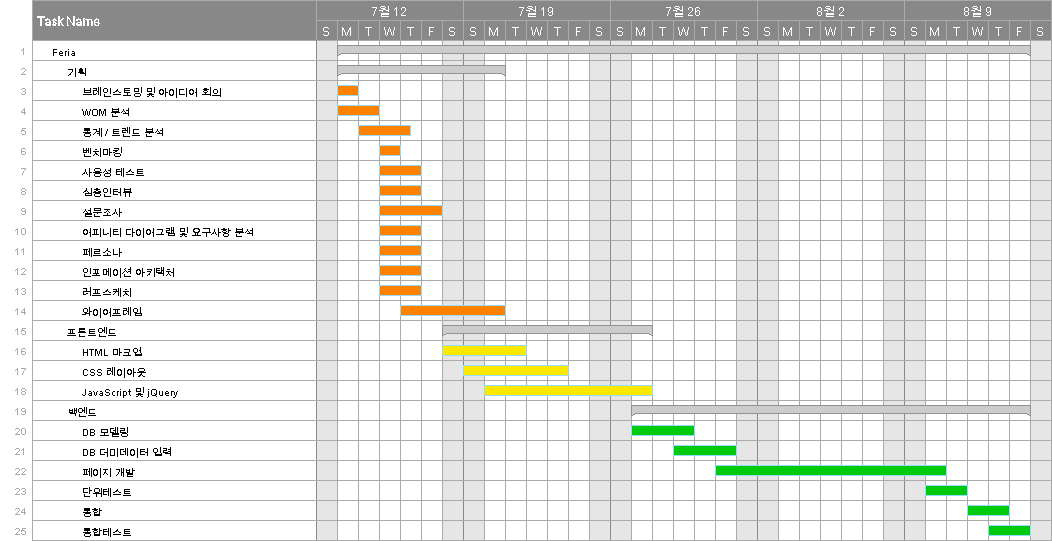 Task Name
7월 12 7월 19 7월 26 8월 2 8월 9
S M T W T F S S M T W T F S S M T W T F S S M T W T F S S M T W T F S
1 Feria
2 기획
3 브레인스토밍 및 아이디어 회의
4 WOM 분석
5 통계 / 트렌드 분석
6 벤치마킹
7 사용성 테스트
8 심층인터뷰
9 설문조사
10 어피니티 다이어그램 및 요구사항 분석
11 페르소나
12 인포메이션 아키택처
13 러프스케치
14 와이어프레임
15 프론트엔드
16 HTML 마크업
17 CSS 레이아웃
18 JavaScript 및 jQuery
19 백엔드
20 DB 모델링
21 DB 더미데이터 입력
22 페이지 개발
23 단위테스트
24 통합
25 통합테스트